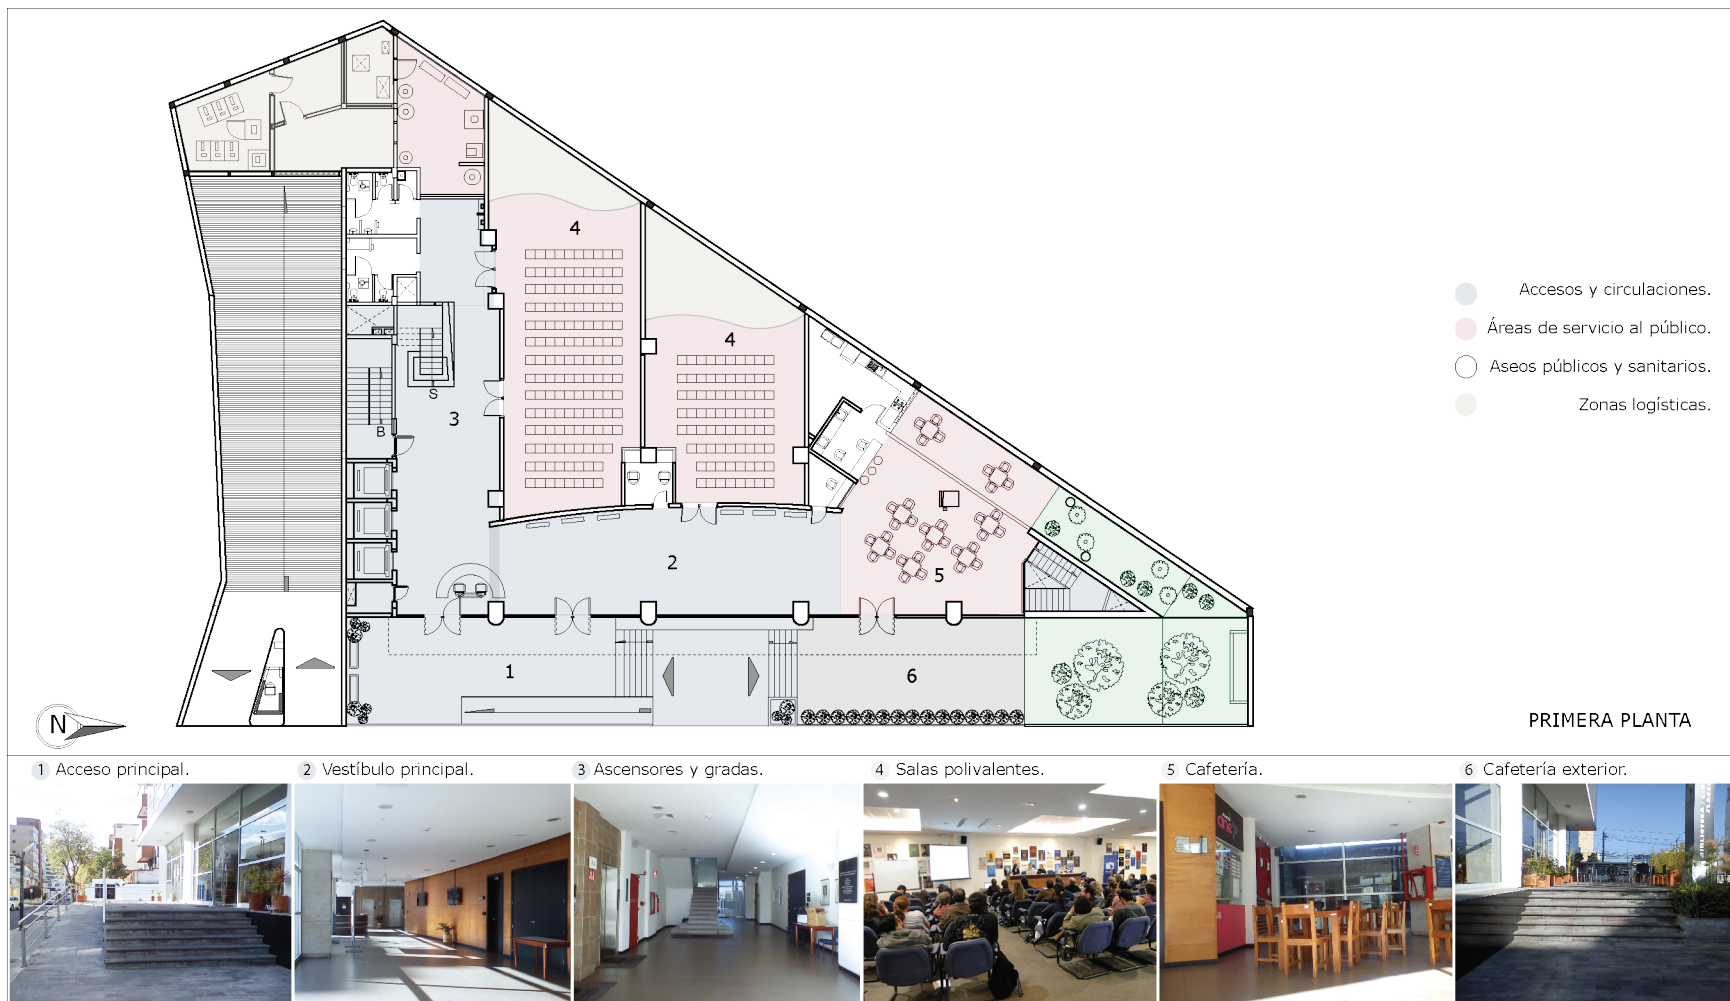 4
4
3
S
B
2
5
1
6
N
Accesos y circulaciones.
Áreas de servicio al público.
Aseos públicos y sanitarios.
Zonas logísticas.
PRIMERA PLANTA
1 Acceso principal.
2 Vestíbulo principal.
3 Ascensores y gradas.
4 Salas polivalentes.
5 Cafetería.
6 Cafetería exterior.
cine